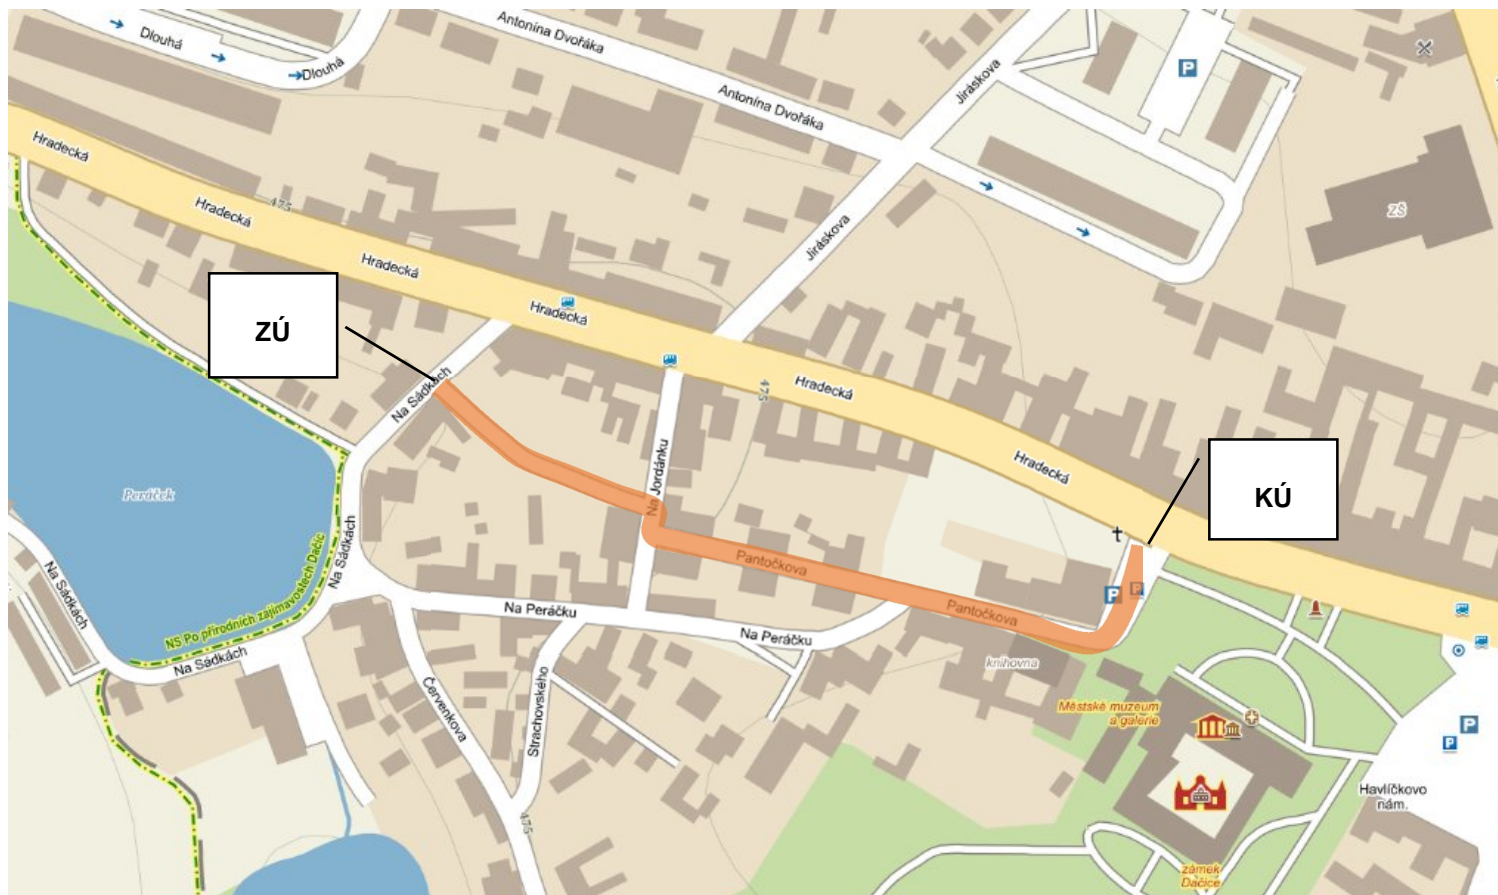 Dlouhá
Dlouhá
Antonína Dvořáka
Antonína Dvořáka
Jiráskova
P
Hradecká
475
Hradecká
ZŠ
Jiráskova
Hradecká
ZÚ
Hradecká
Hradecká
475
Na Sádkách
Na Jordánku
Hradecká
KÚ
Peráček
Na Sádkách
Pantočkova
P
P
Na Sádkách
NS Po přírodních zajímavostech Dačic
Na Peráčku
Pantočkova
Na Peráčku
Na Sádkách
knihovna
Červenkova
Strachovského
Městské muzeum
a galerie
P
P
Havlíčkovo
nám.
475
zámek
Dačice